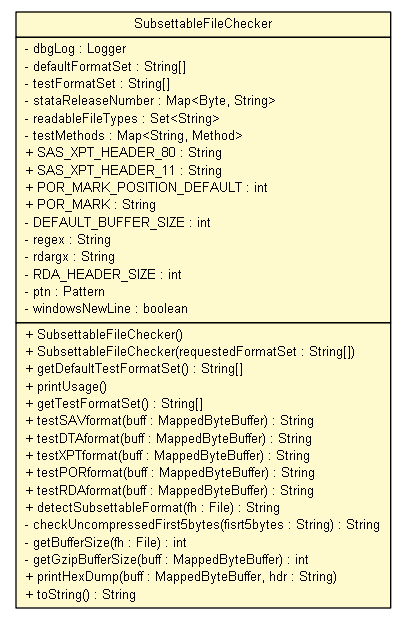 SubsettableFileChecker
- dbgLog : Logger
- defaultFormatSet : String[]
- testFormatSet : String[]
- stataReleaseNumber : Map<Byte, String>
- readableFileTypes : Set<String>
- testMethods : Map<String, Method>
+ SAS_XPT_HEADER_80 : String
+ SAS_XPT_HEADER_11 : String
+ POR_MARK_POSITION_DEFAULT : int
+ POR_MARK : String
- DEFAULT_BUFFER_SIZE : int
- regex : String
- rdargx : String
- RDA_HEADER_SIZE : int
- ptn : Pattern
- windowsNewLine : boolean
+ SubsettableFileChecker()
+ SubsettableFileChecker(requestedFormatSet : String[])
+ getDefaultTestFormatSet() : String[]
+ printUsage()
+ getTestFormatSet() : String[]
+ testSAVformat(buff : MappedByteBuffer) : String
+ testDTAformat(buff : MappedByteBuffer) : String
+ testXPTformat(buff : MappedByteBuffer) : String
+ testPORformat(buff : MappedByteBuffer) : String
+ testRDAformat(buff : MappedByteBuffer) : String
+ detectSubsettableFormat(fh : File) : String
- checkUncompressedFirst5bytes(fisrt5bytes : String) : String
- getBufferSize(fh : File) : int
- getGzipBufferSize(buff : MappedByteBuffer) : int
+ printHexDump(buff : MappedByteBuffer, hdr : String)
+ toString() : String